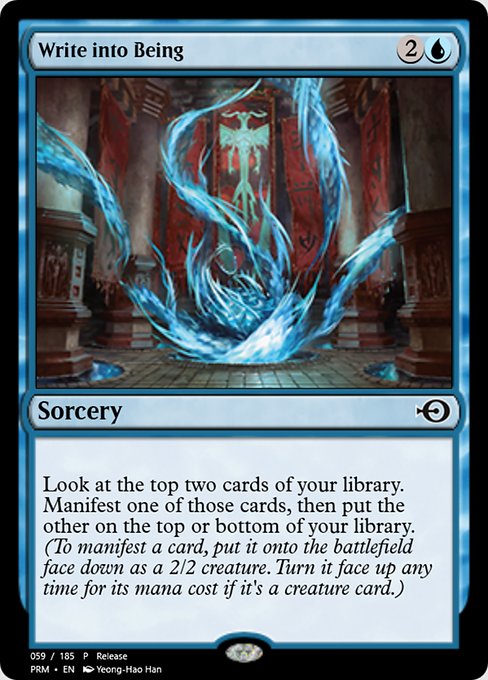 Write into Being 2
Sorcery
Look at the top two cards of your library.
Manifest one of those cards, then put the
other on the top or bottom of your library.
(To manifest a card, put it onto the battlefield
face down as a 2/2 creature. Turn it face up any
time for its mana cost if it's a creature card.)
059 / 185 P Release
PRM • EN Yeong-Hao Han